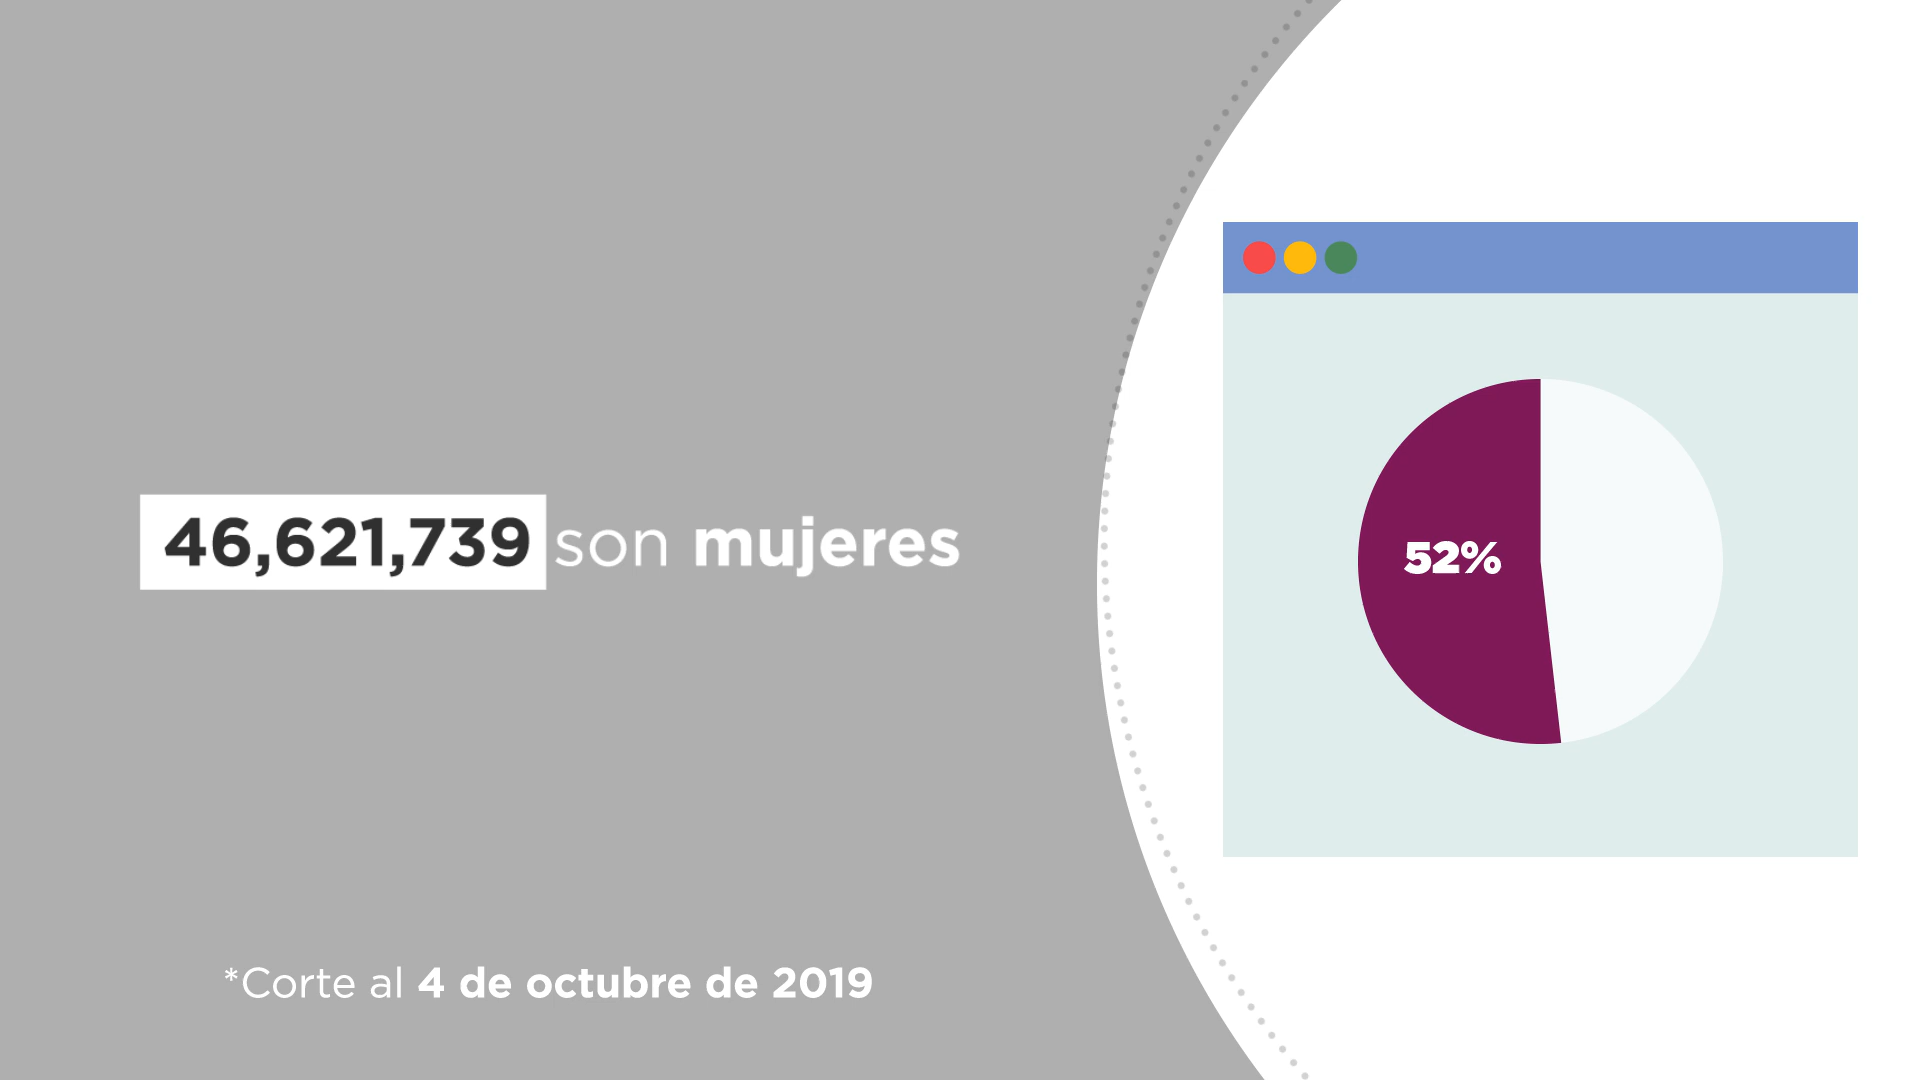 46,621,739 son mujeres
52%
*Corte al 4 de octubre de 2019